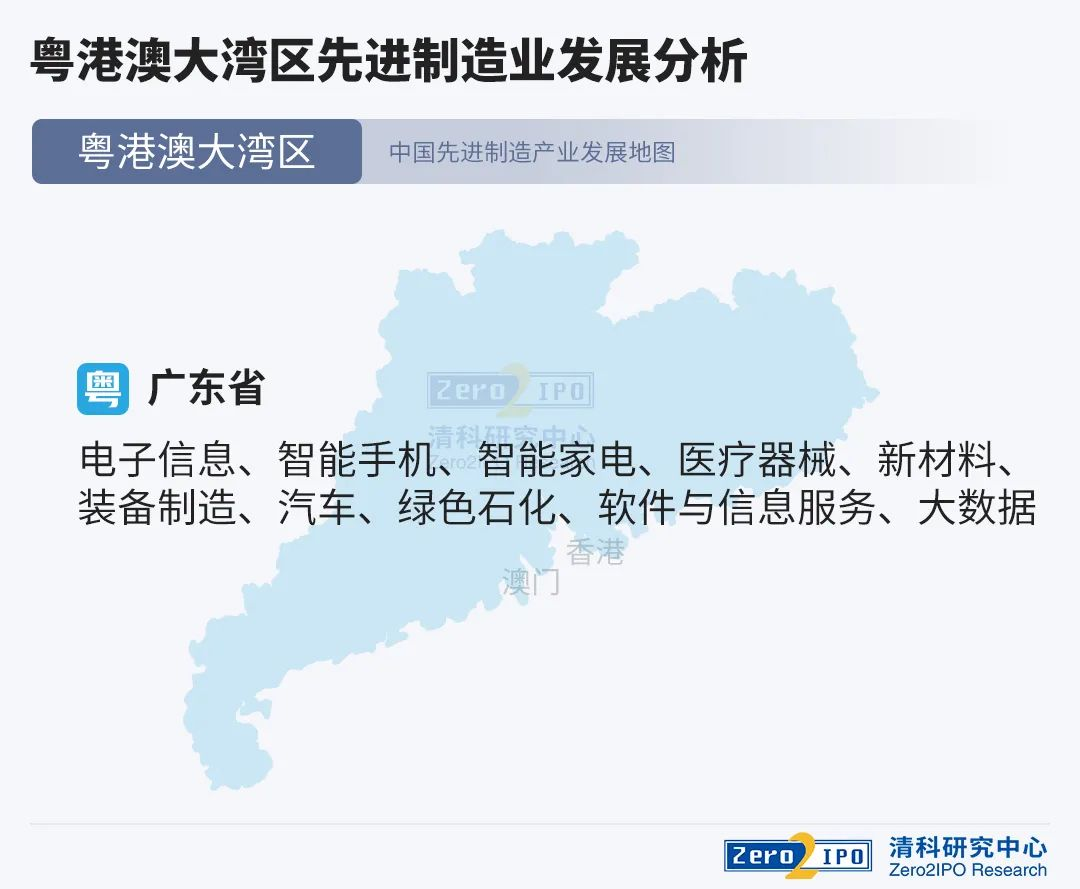 粤港澳大湾区先进制造业发展分析
粤港澳大湾区
中国先进制造产业发展地图
Zero2IPO
清科研究中心
粤 广东省
电子信息、智能手机、智能家电、医疗器械、新材料、
装备制造、汽车、绿色石化、软件与信息服务、大数据
香港
澳门
Zero2IPO
清科研究中心
Zero2IPO Research